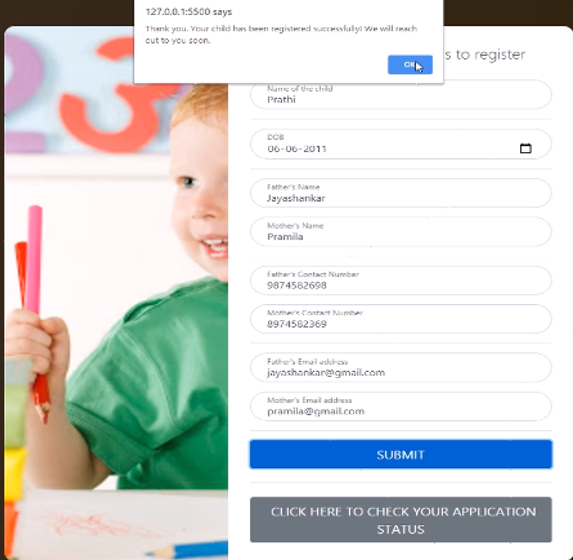 127.0.0.1:5500 says
Thank you. Your child has been registered successfully! We will reach
out to you soon.
OK
s to register
Name of the child
Prathi
DOB
06-06-2011
Father's Name
Jayashankar
Mother's Name
Pramila
Father's Contact Number
9874582698
Mother's Contact Number
8974582369
Father's Email address
jayashankar@gmail.com
Mother's Email address
pramila@gmail.com
SUBMIT
CLICK HERE TO CHECK YOUR APPLICATION
STATUS